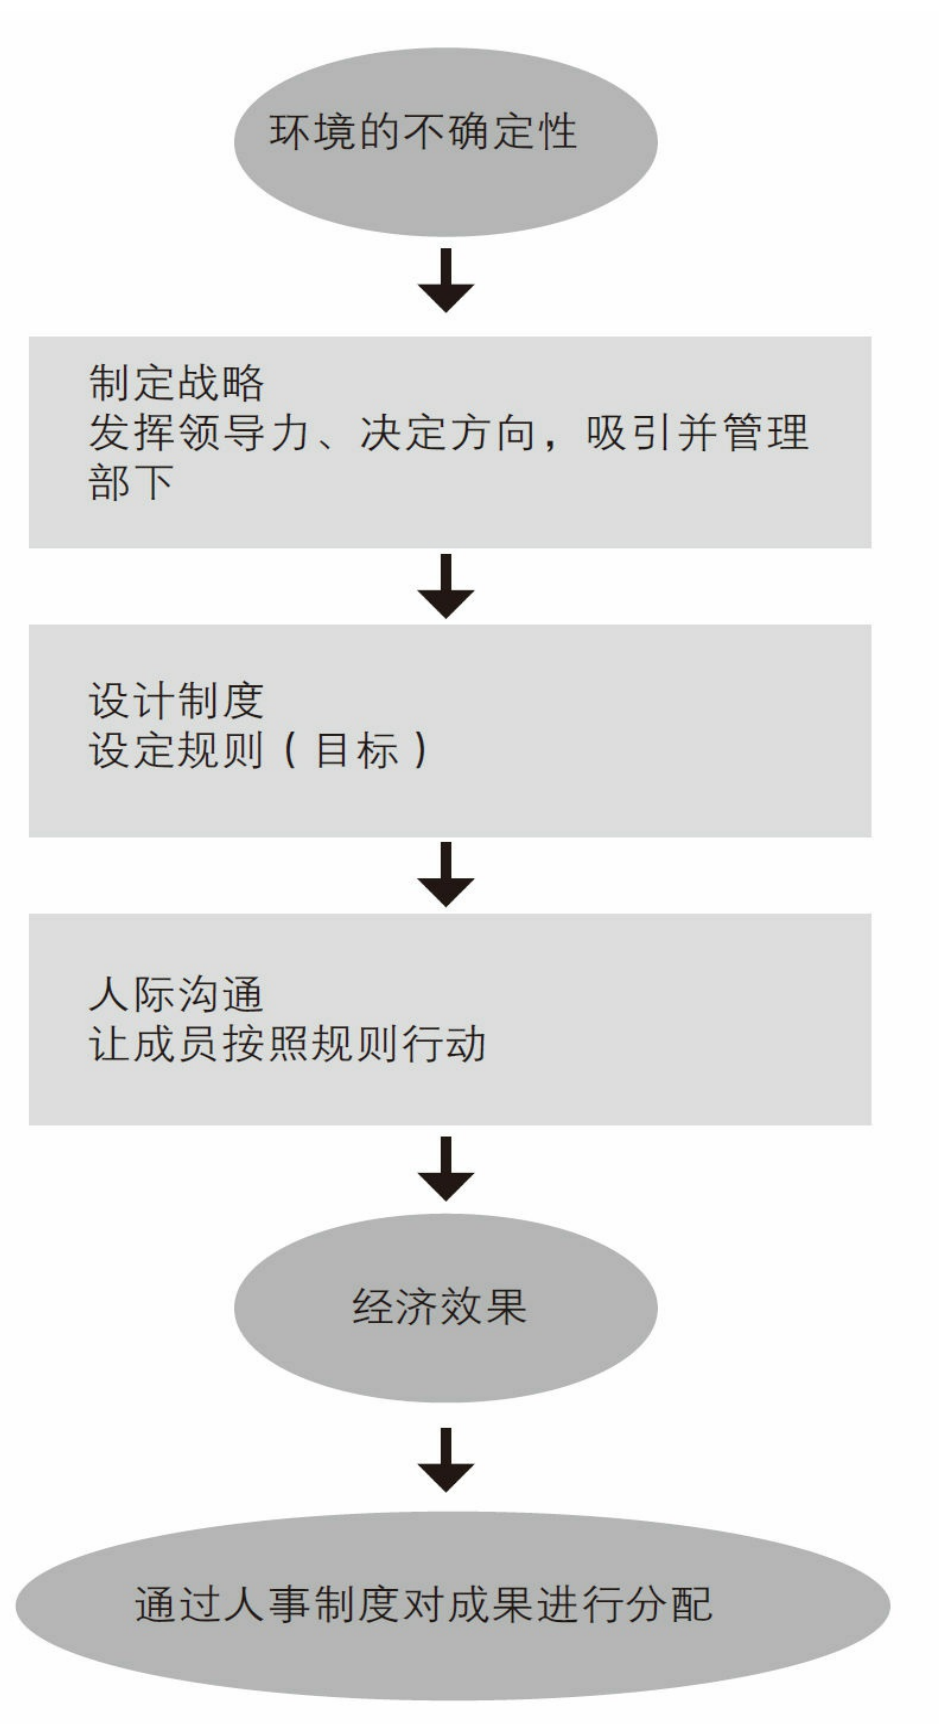 环境的不确定性
制定战略
发挥领导力、决定方向，吸引并管理
部下
设计制度
设定规则（目标）
人际沟通
让成员按照规则行动
经济效果
通过人事制度对成果进行分配